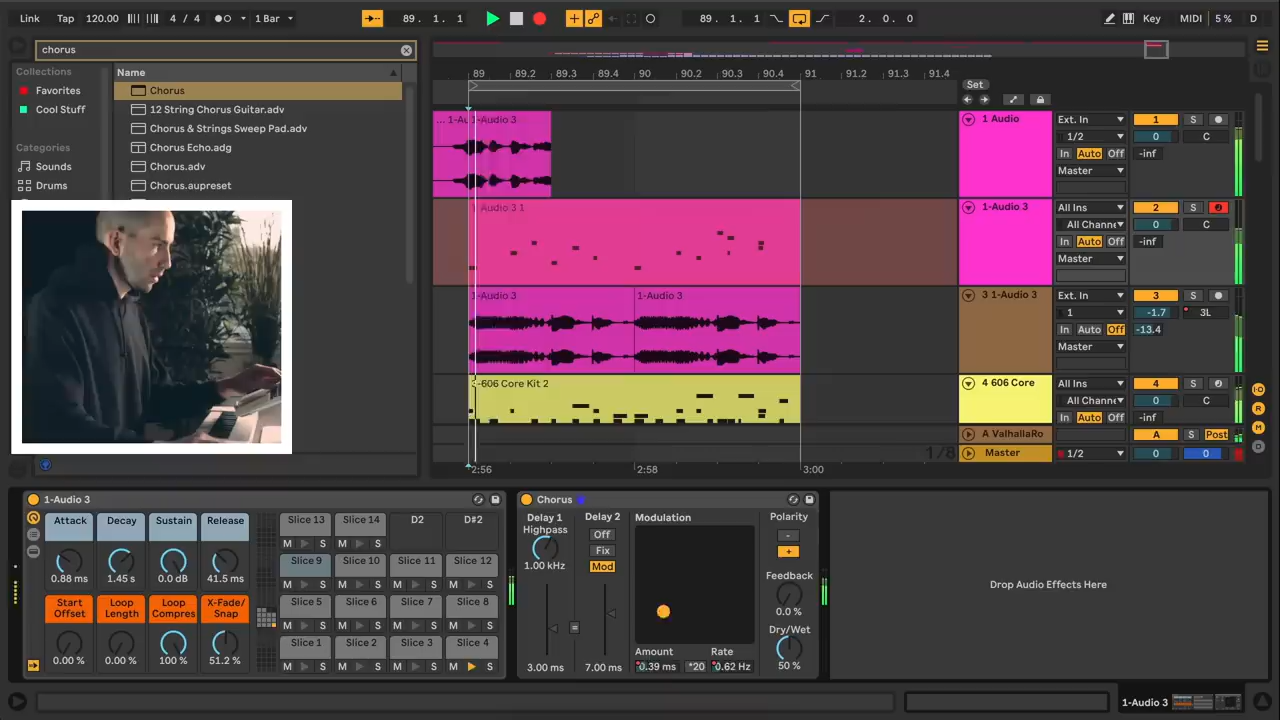 Link Tap 120.00 4 / 4 1 Bar 89. 1. 1 89. 1. 1 2. 0. 0 Key MIDI 5 % D
chorus
Collections Name
Favorites Chorus
Cool Stuff 12 String Chorus Guitar.adv
Chorus & Strings Sweep Pad.adv
Categories Chorus Echo.adg
Sounds Chorus.adv
Drums Chorus.aupreset
89 89.2 89.3 89.4 90 90.2 90.3 90.4 91 91.2 91.3 91.4
Set
... 1-Au 1-Audio 3 1 Audio Ext. In 1 S
1/2 0 C
In Auto Off -inf
Master
Audio 3 1 1-Audio 3 All Ins 2 S
All Channe 0 C
In Auto Off -inf
Master
1-Audio 3 1-Audio 3 3 1-Audio 3 Ext. In 3 S
1 -1.7 3L
In Auto Off -13.4
Master
-606 Core Kit 2 4 606 Core All Ins 4 S
All Channe 0 C
In Auto Off -inf
A ValhallaRo A S Post
1/8 Master 1/2 0 0
2:56 2:58 3:00
I·O
R
M
D
1-Audio 3 Chorus
Attack Decay Sustain Release Slice 13 Slice 14 D2 D#2
M S M S
0.88 ms 1.45 s 0.0 dB 41.5 ms
Slice 9 Slice 10 Slice 11 Slice 12
M S M S M S M S
Start Offset Loop Length Loop Compres X-Fade/ Snap
Slice 5 Slice 6 Slice 7 Slice 8
M S M S M S M S
0.00 % 0.00 % 100 % 51.2 %
Slice 1 Slice 2 Slice 3 Slice 4
M S M S M S M S
Delay 1 Delay 2 Modulation Polarity
Highpass Off -
1.00 kHz Fix +
Mod
Feedback
0.0 %
Dry/Wet
Amount Rate
3.00 ms 7.00 ms 0.39 ms *20 0.62 Hz 50 %
Drop Audio Effects Here
1-Audio 3